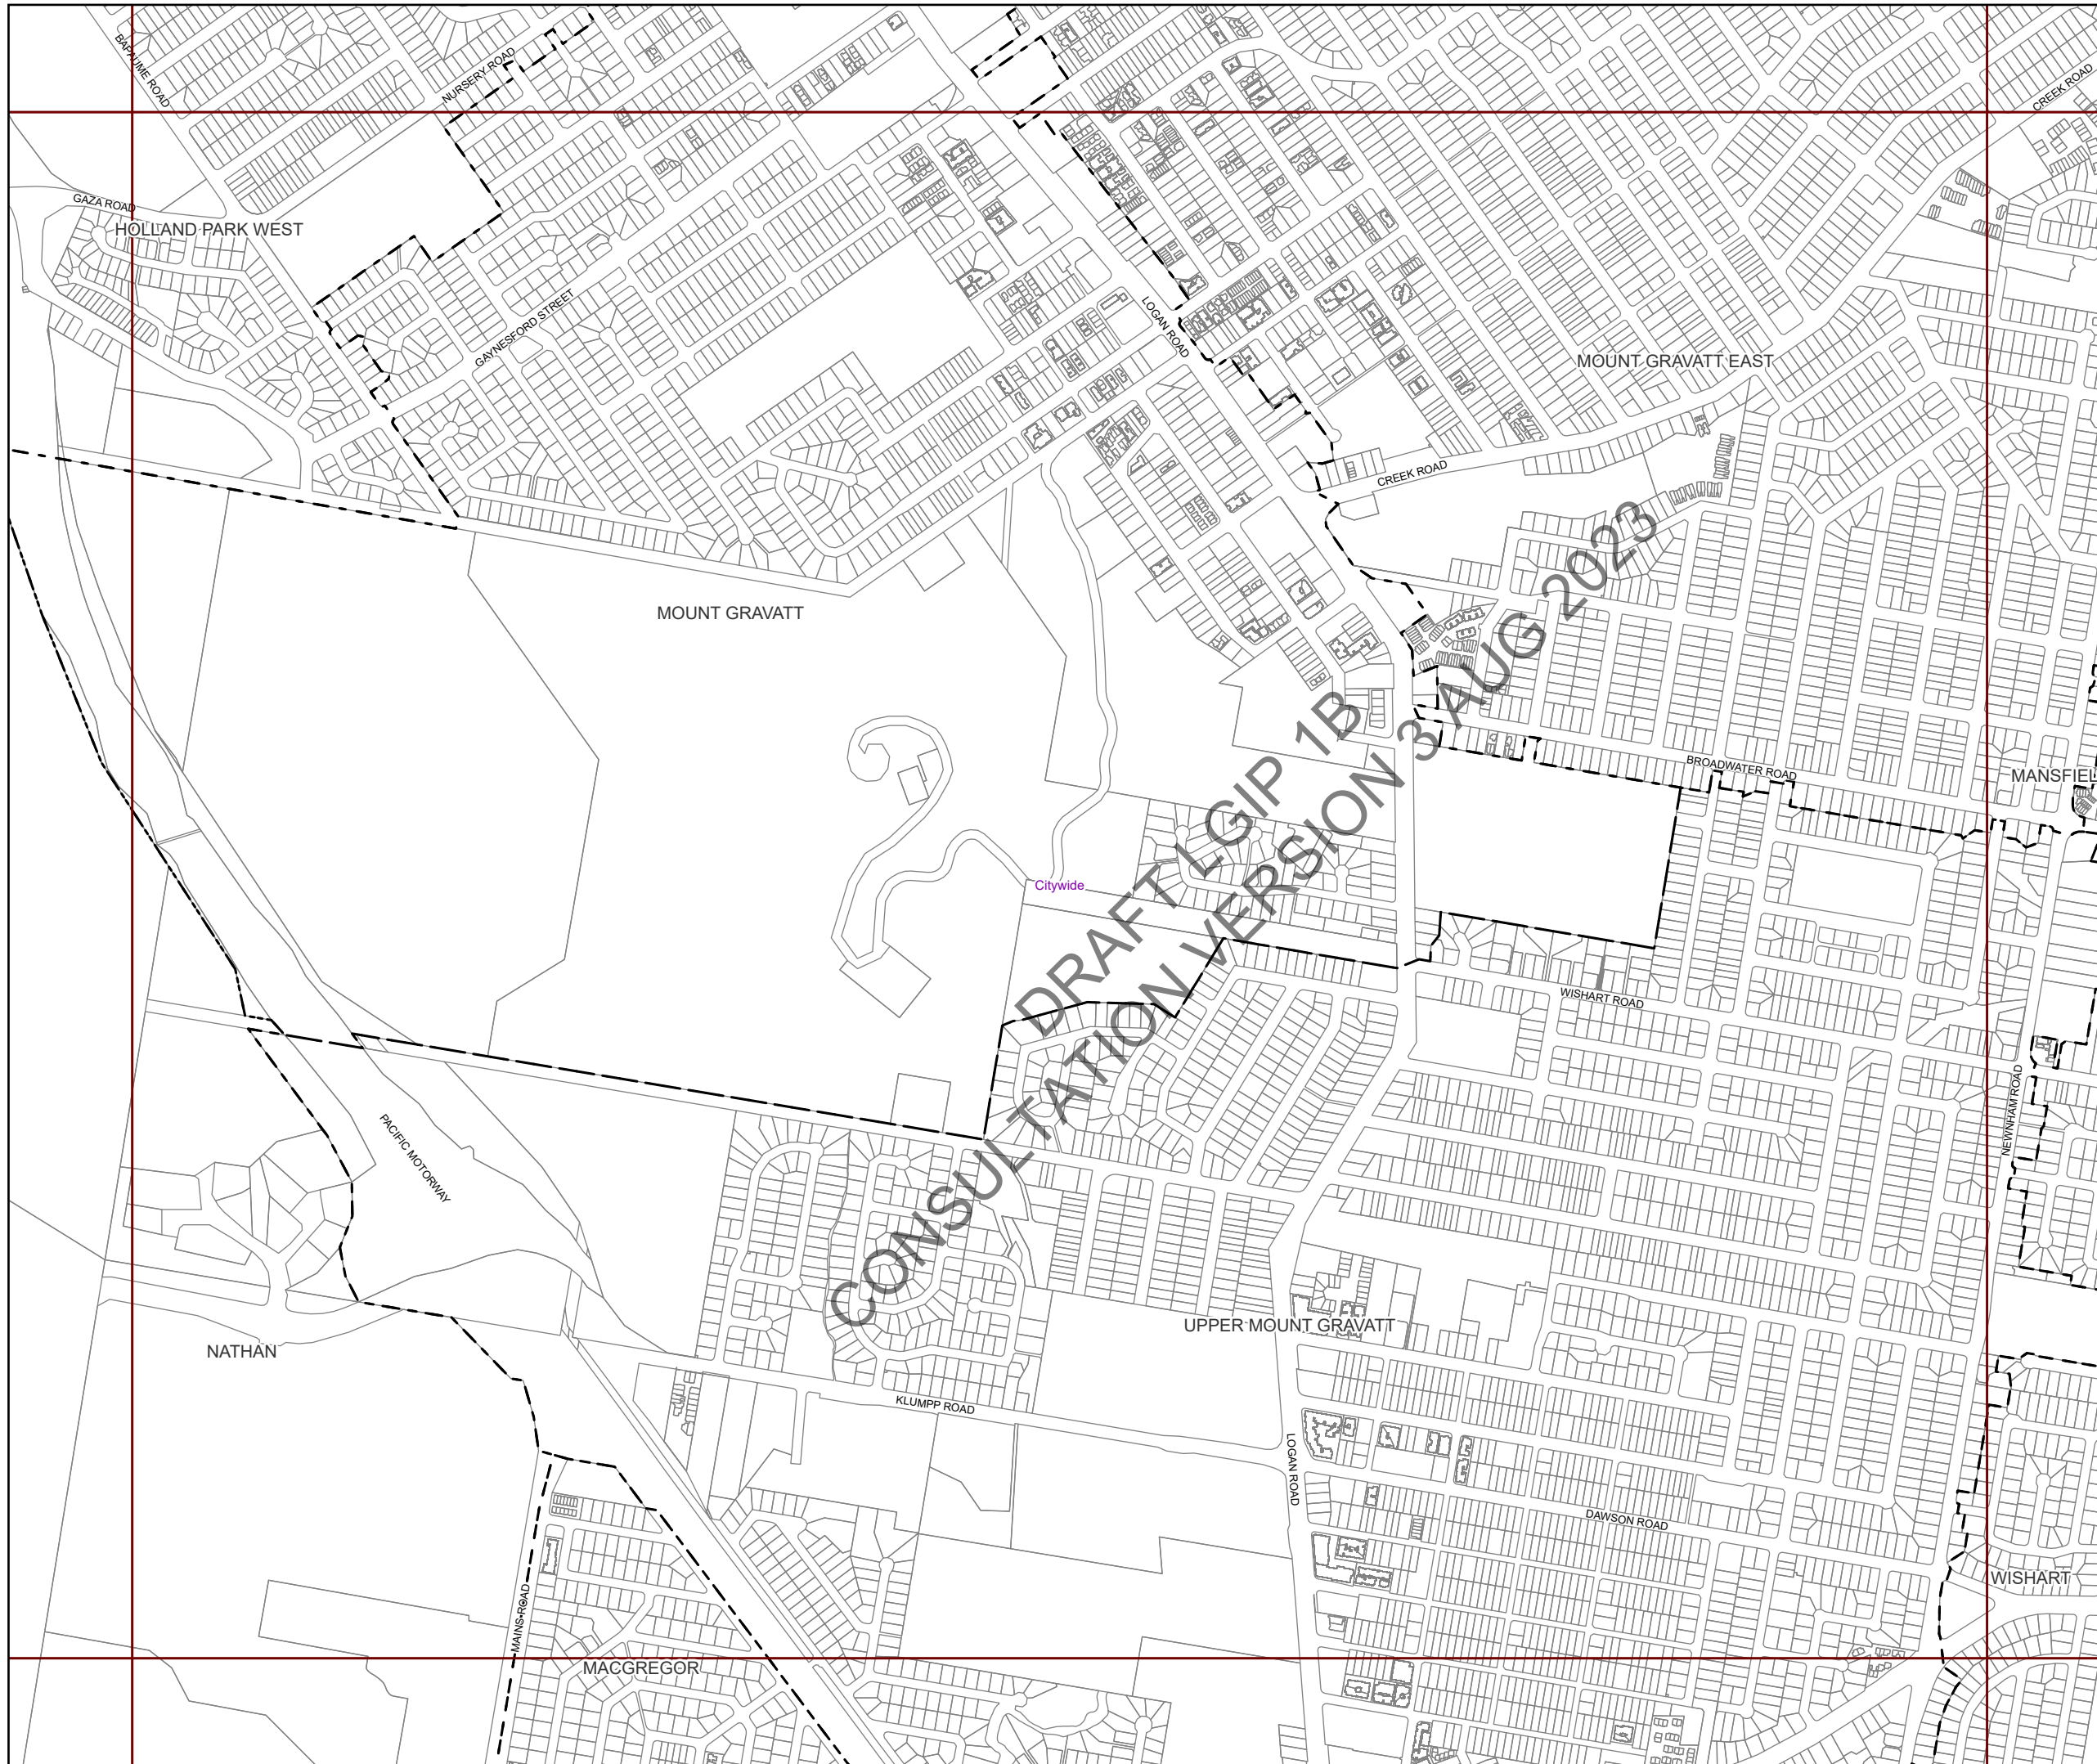 BAPAUME ROAD
NURSERY ROAD
CREEK ROAD
GAZA ROAD
HOLLAND PARK WEST
GAYNESFORD STREET
LOGAN ROAD
MOUNT GRAVATT EAST
CREEK ROAD
MOUNT GRAVATT
BROADWATER ROAD
MANSFIEL
Citywide
DRAFT LGIP 1B
CONSULTATION VERSION 3 AUG 2023
WISHART ROAD
NEWNHAM ROAD
PACIFIC MOTORWAY
UPPER MOUNT GRAVATT
NATHAN
KLUMPP ROAD
LOGAN ROAD
DAWSON ROAD
WISHART
MAINS ROAD
MACGREGOR